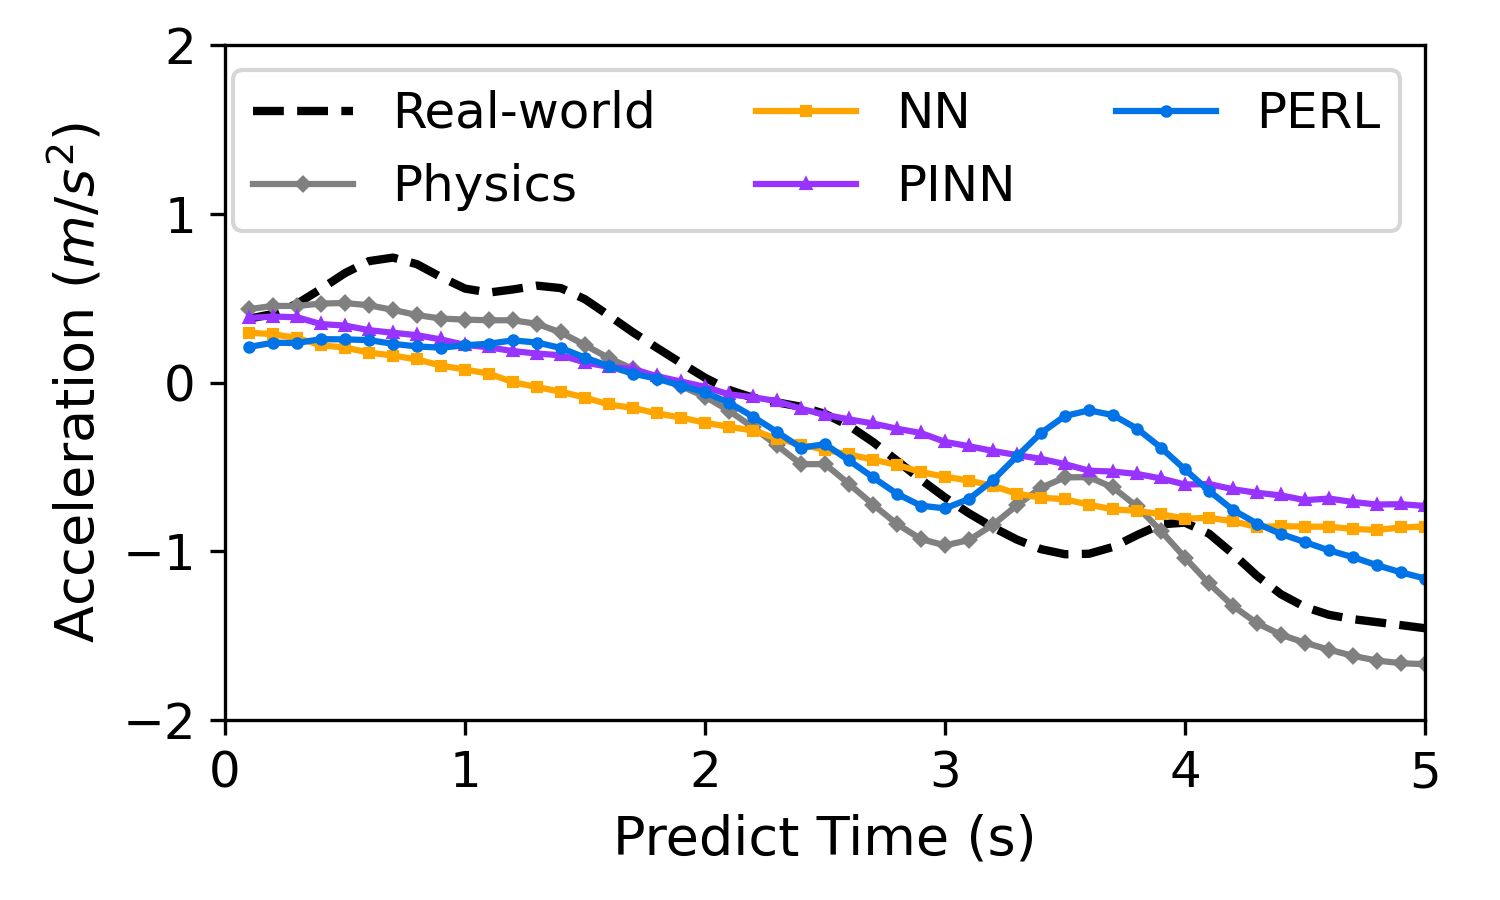 2
1
0
−1
−2
Acceleration (m/s²)
Real-world
Physics
NN
PINN
PERL
0 1 2 3 4 5
Predict Time (s)